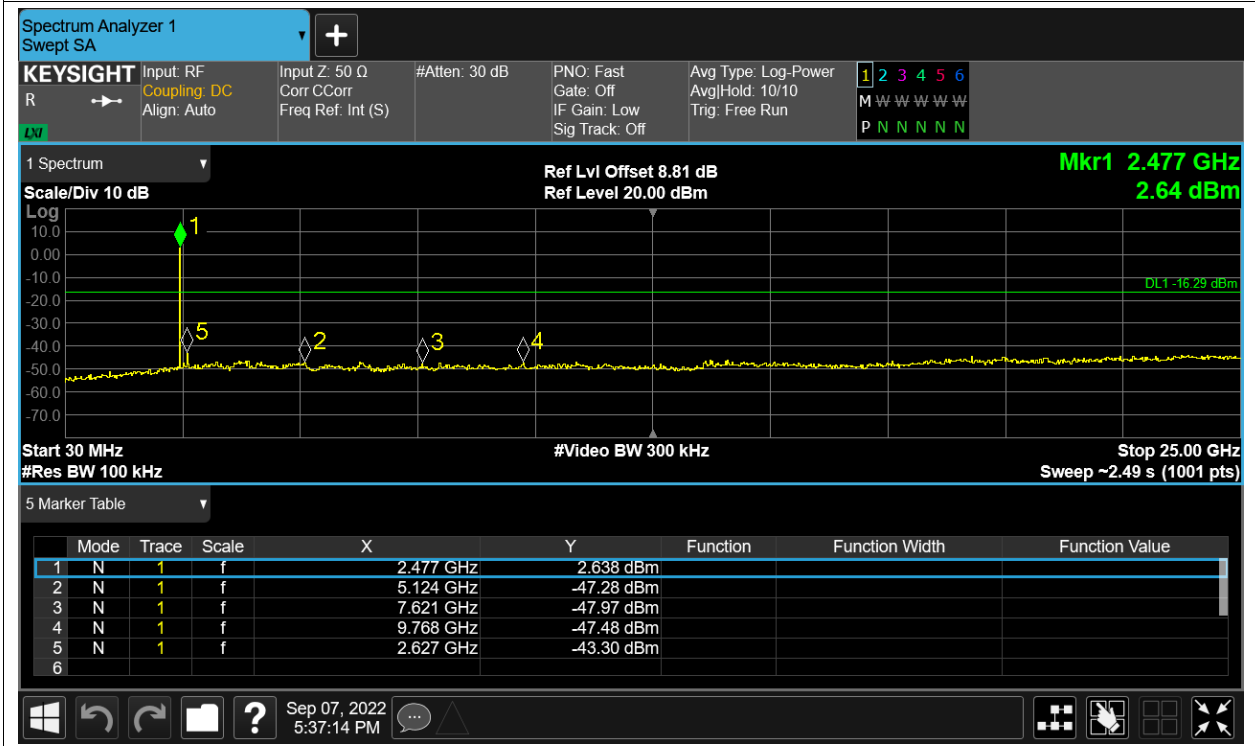 Spectrum Analyzer 1
Swept SA
+
KEYSIGHT Input: RF Input Z: 50 Ω #Atten: 30 dB PNO: Fast Avg Type: Log-Power 1 2 3 4 5 6
R Coupling: DC Corr CCorr Gate: Off Avg|Hold: 10/10 M W W W W W
Align: Auto Freq Ref: Int (S) IF Gain: Low Trig: Free Run
LXI Sig Track: Off P N N N N N
1 Spectrum Ref Lvl Offset 8.81 dB Mkr1 2.477 GHz
Scale/Div 10 dB Ref Level 20.00 dBm 2.64 dBm
Log
10.0 1
0.00
-10.0 DL1 -16.29 dBm
-20.0
-30.0 5
-40.0 2 3 4
-50.0
-60.0
-70.0
Start 30 MHz #Video BW 300 kHz Stop 25.00 GHz
#Res BW 100 kHz Sweep ~2.49 s (1001 pts)
5 Marker Table
Mode Trace Scale X Y Function Function Width Function Value
1 N 1 f 2.477 GHz 2.638 dBm
2 N 1 f 5.124 GHz -47.28 dBm
3 N 1 f 7.621 GHz -47.97 dBm
4 N 1 f 9.768 GHz -47.48 dBm
5 N 1 f 2.627 GHz -43.30 dBm
6
? Sep 07, 2022
5:37:14 PM